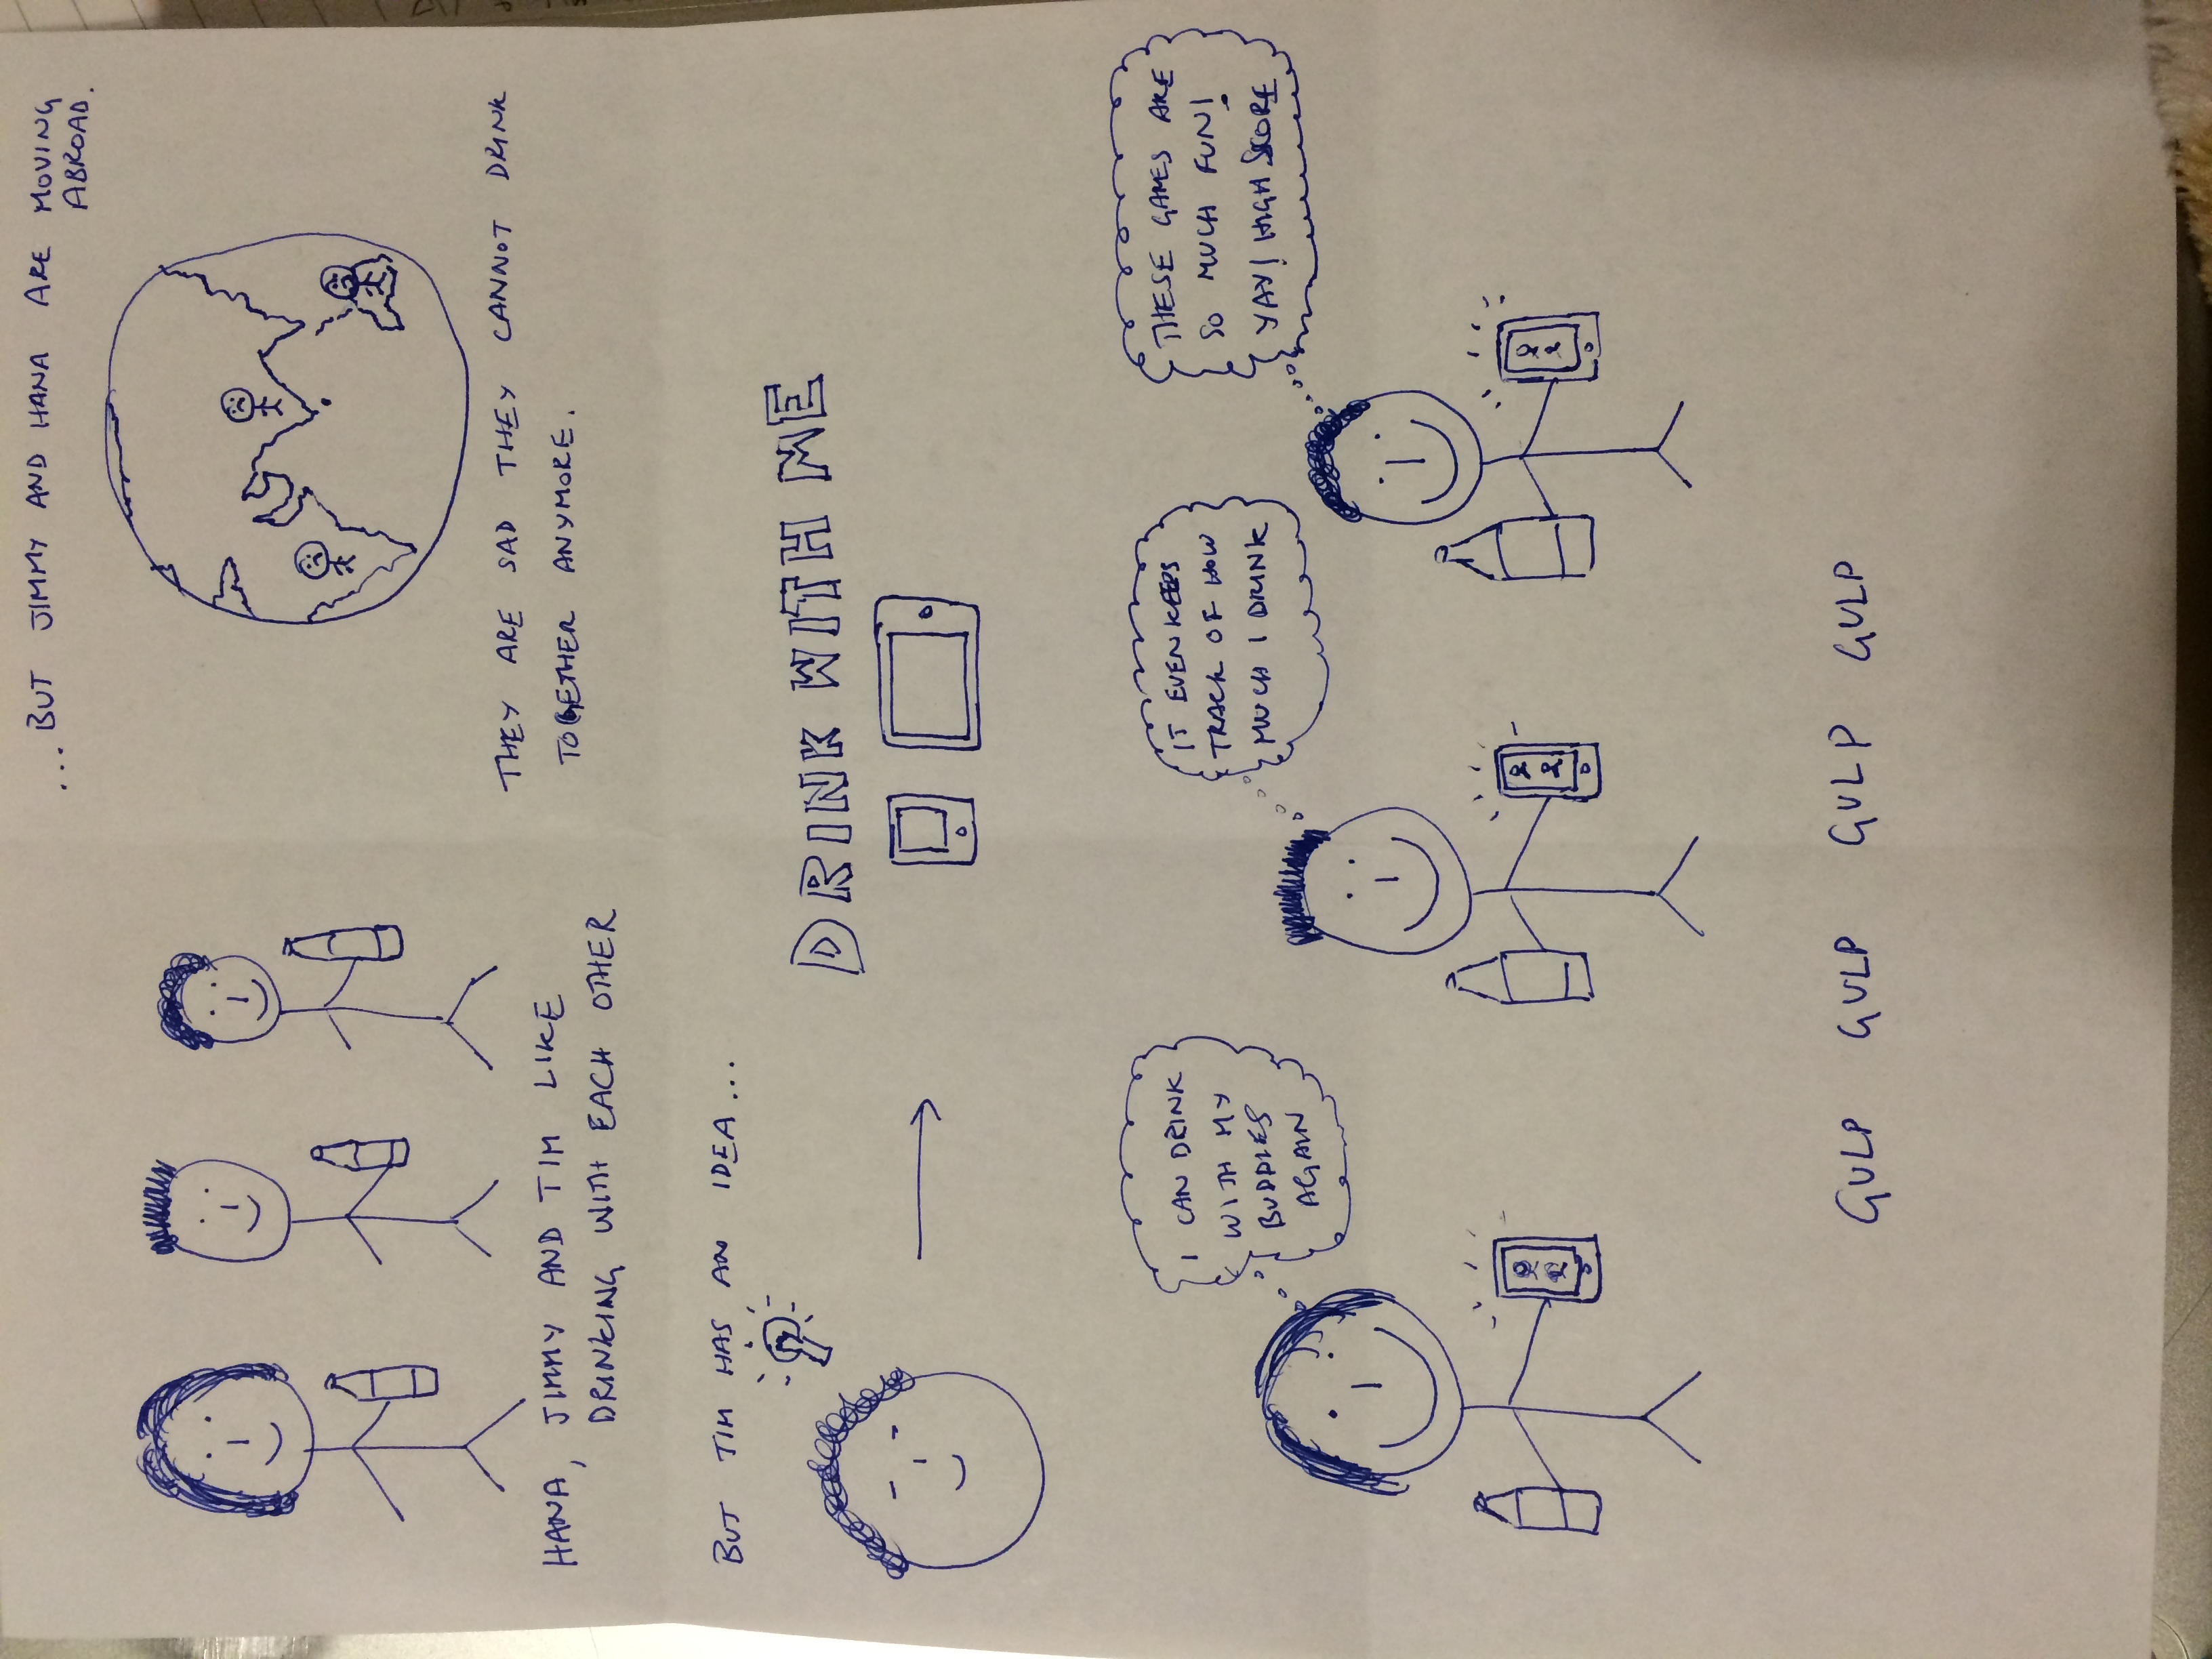 HANA, JIMMY AND TIM LIKE
DRINKING WITH EACH OTHER
...BUT JIMMY AND HANA ARE MOVING
ABROAD.
THEY ARE SAD THEY CANNOT DRINK
TOGETHER ANYMORE.
BUT TIM HAS AN IDEA...
DRINK WITH ME
I CAN DRINK
WITH MY
BUDDIES
AGAIN
IT EVEN KEEPS
TRACK OF HOW
MUCH I DRINK
THESE GAMES ARE
SO MUCH FUN!
YAY! HIGH SCORE
GULP GULP GULP GULP